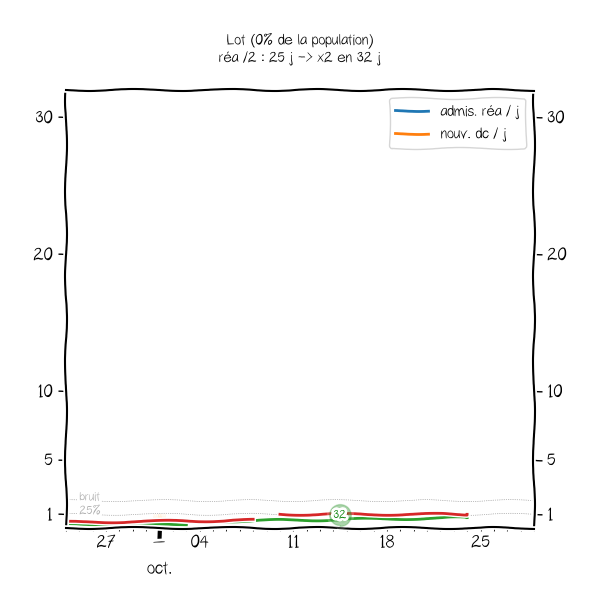 Lot (0% de la population)
réa /2 : 25 j -> x2 en 32 j
admis. réa / j
nouv. dc / j
30
30
20
20
10
10
5
5
bruit
25%
32
1
1
27
04
11
18
25
oct.